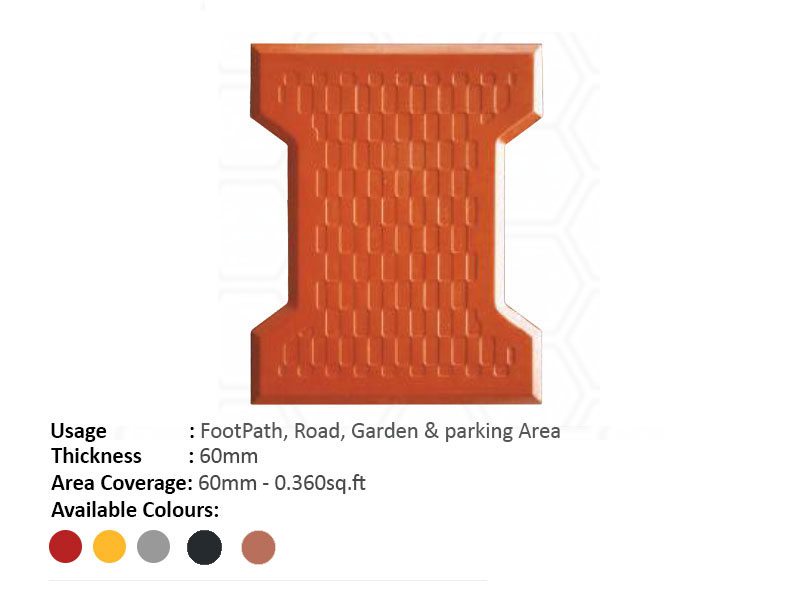 Usage : FootPath, Road, Garden & parking Area
Thickness : 60mm
Area Coverage: 60mm - 0.360sq.ft
Available Colours: